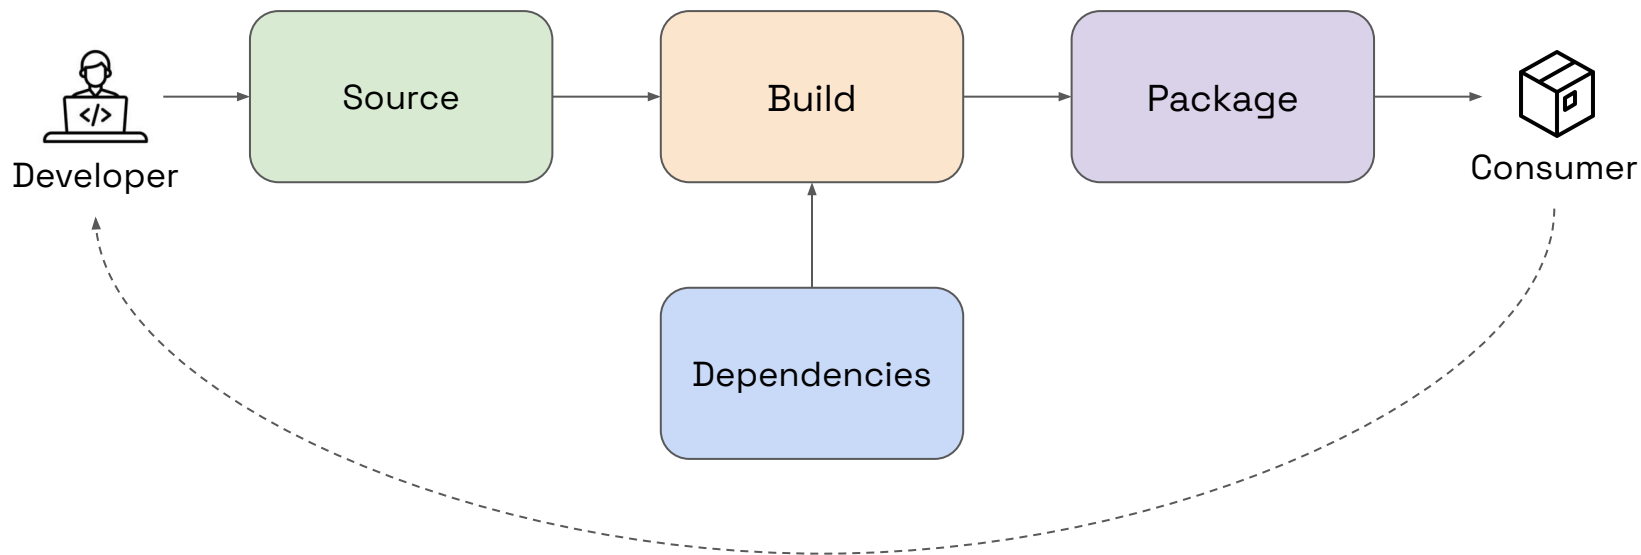 Source
Build
Package
</>
Developer
Consumer
Dependencies